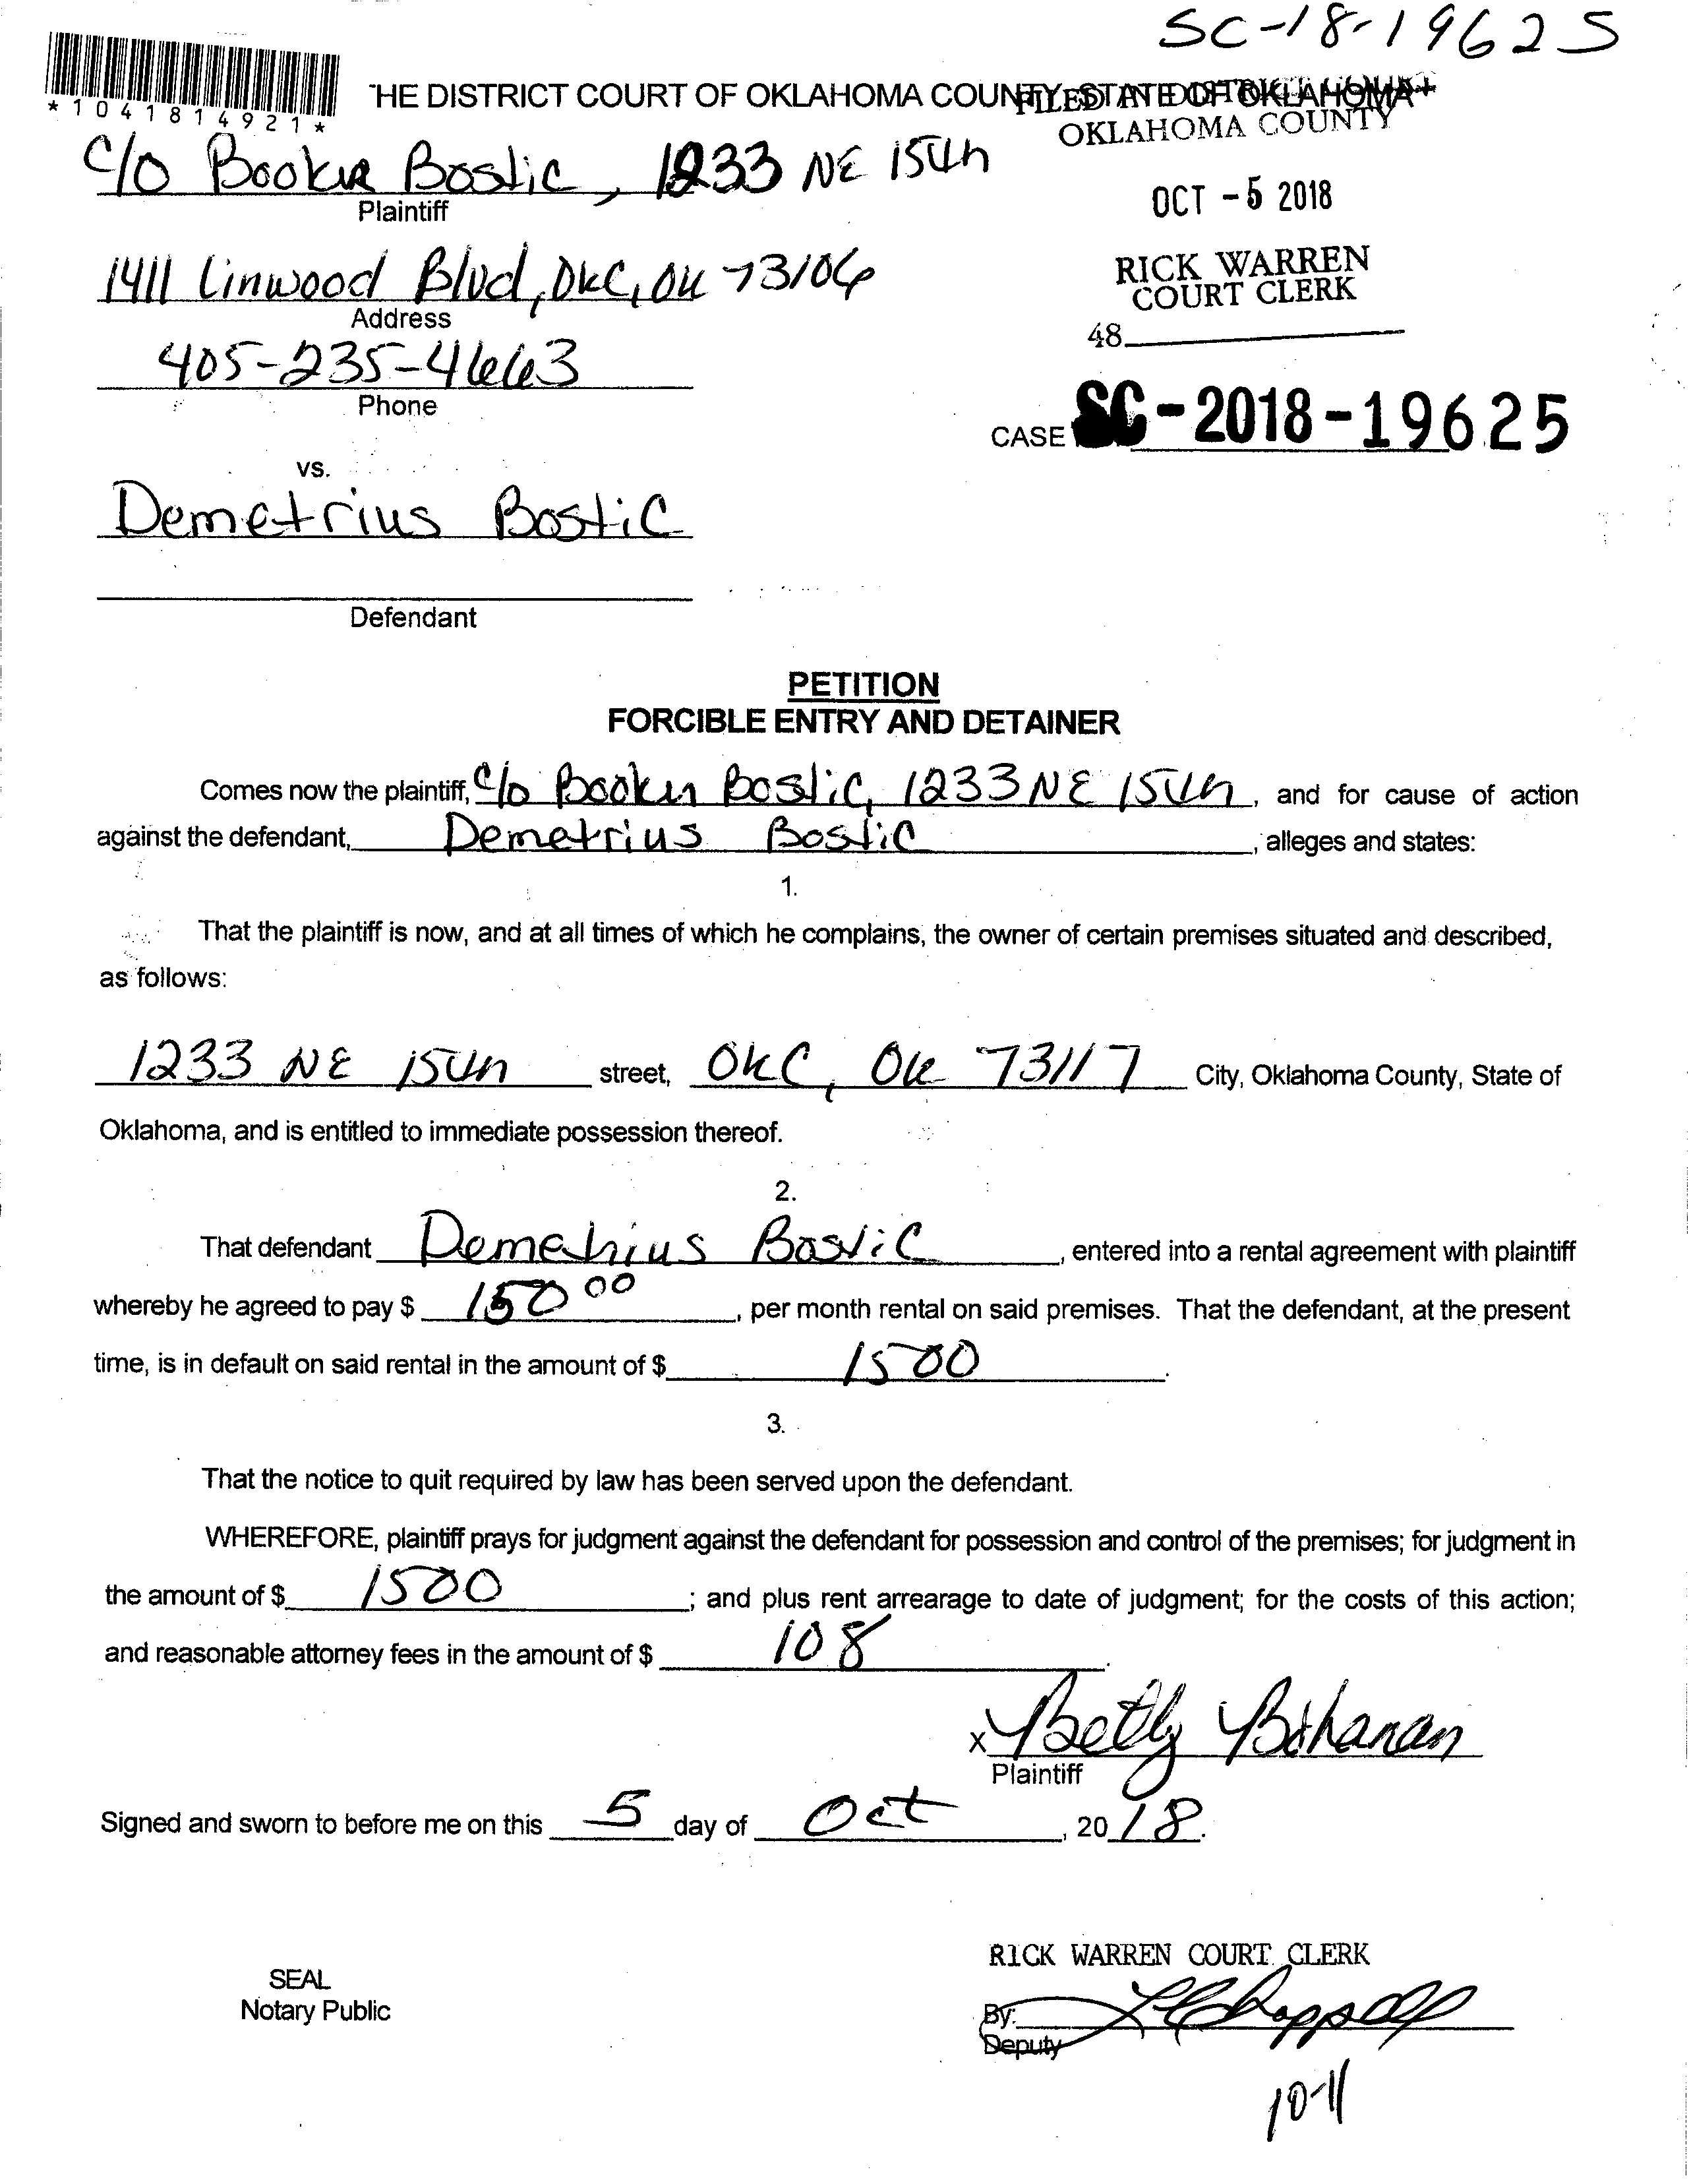 SC-18-19625
*1041814921*
THE DISTRICT COURT OF OKLAHOMA COUNTY, STATE OF OKLAHOMA
FILED IN DISTRICT COURT
OKLAHOMA COUNTY
C/O Booker Bostic, 1233 NE 15th
Plaintiff
OCT -5 2018
1411 Linwood Blvd, OKC, OK 73106
Address
RICK WARREN
COURT CLERK
48
405-235-4663
Phone
CASE SC-2018-19625
vs.
Demetrius Bostic
Defendant
PETITION
FORCIBLE ENTRY AND DETAINER
Comes now the plaintiff, C/O Booker Bostic, 1233 NE 15th, and for cause of action
against the defendant, Demetrius Bostic, alleges and states:
1.
That the plaintiff is now, and at all times of which he complains, the owner of certain premises situated and described,
as follows:
1233 NE 15th street, OKC, OK 73117 City, Oklahoma County, State of
Oklahoma, and is entitled to immediate possession thereof.
2.
That defendant Demetrius Bostic, entered into a rental agreement with plaintiff
whereby he agreed to pay $ 150 00, per month rental on said premises. That the defendant, at the present
time, is in default on said rental in the amount of $ 1500.
3.
That the notice to quit required by law has been served upon the defendant.
WHEREFORE, plaintiff prays for judgment against the defendant for possession and control of the premises; for judgment in
the amount of $ 1500; and plus rent arrearage to date of judgment; for the costs of this action;
and reasonable attorney fees in the amount of $ 108.
x Betty Bohanan
Plaintiff
Signed and sworn to before me on this 5 day of Oct, 2018.
RICK WARREN COURT CLERK
SEAL
Notary Public
By:
Deputy
10-11